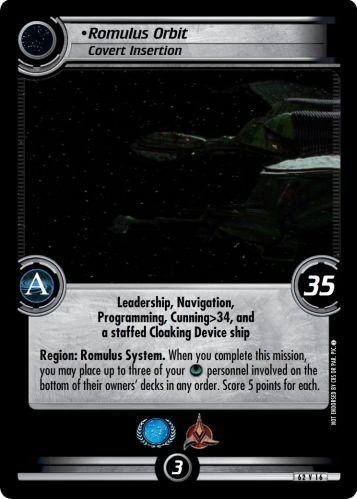 •Romulus Orbit
Covert Insertion
A
35
Leadership, Navigation,
Programming, Cunning>34, and
a staffed Cloaking Device ship
Region: Romulus System. When you complete this mission,
you may place up to three of your personnel involved on the
bottom of their owners' decks in any order. Score 5 points for each.
NOT ENDORSED BY CBS OR PAR. PIC.
3
62 V 16